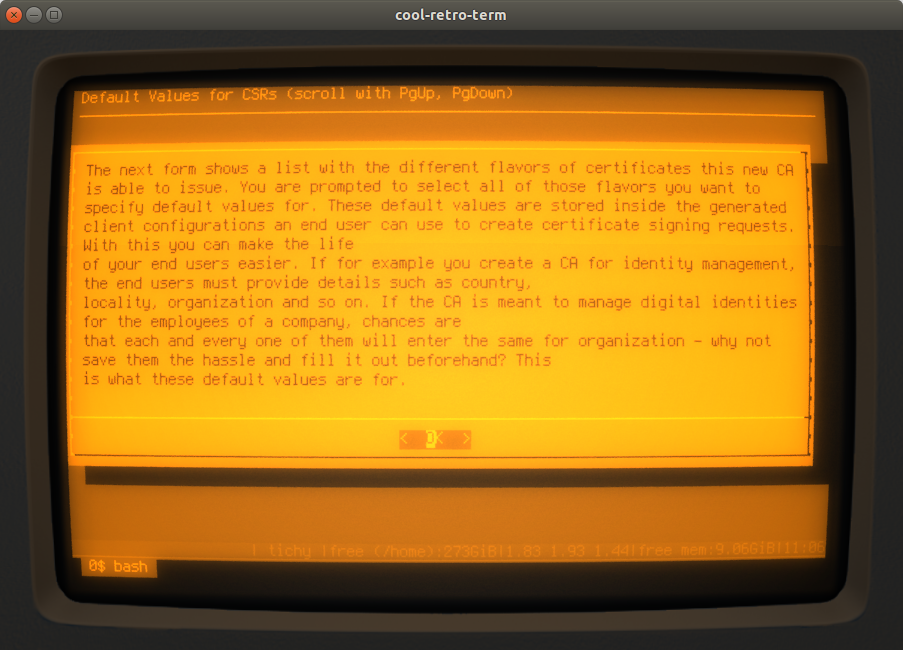 cool-retro-term
Default Values for CSRs (scroll with PgUp, PgDown)
The next form shows a list with the different flavors of certificates this new CA
is able to issue. You are prompted to select all of those flavors you want to
specify default values for. These default values are stored inside the generated
client configurations an end user can use to create certificate signing requests.
With this you can make the life
of your end users easier. If for example you create a CA for identity management,
the end users must provide details such as country,
locality, organization and so on. If the CA is meant to manage digital identities
for the employees of a company, chances are
that each and every one of them will enter the same for organization - why not
save them the hassle and fill it out beforehand? This
is what these default values are for.
< OK >
| tichy |free (/home):273GiB|1.83 1.93 1.44|free mem:9.06GiB|11:06
0$ bash